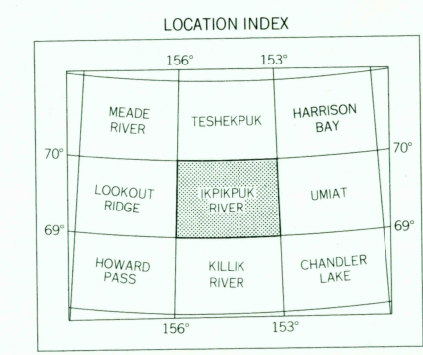 LOCATION INDEX
156° 153°
MEADE RIVER
TESHEKPUK
HARRISON BAY
70° 70°
LOOKOUT RIDGE
IKPIKPUK RIVER
UMIAT
69° 69°
HOWARD PASS
KILLIK RIVER
CHANDLER LAKE
156° 153°